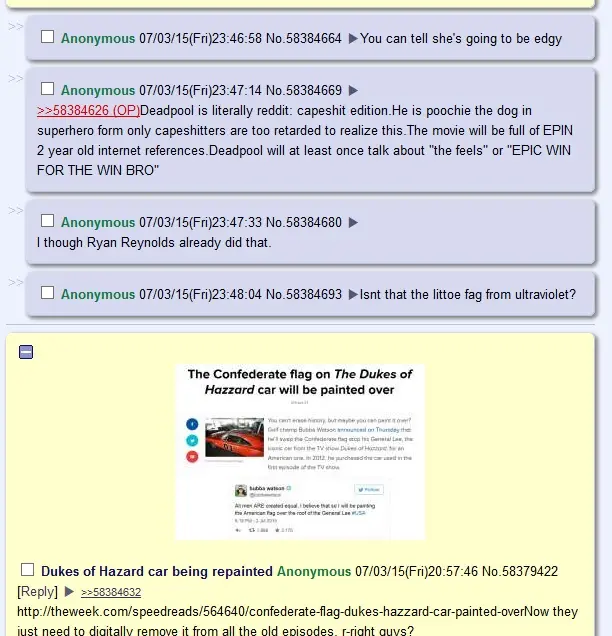 >>
Anonymous 07/03/15(Fri)23:46:58 No.58384664 ▶You can tell she's going to be edgy
>>
Anonymous 07/03/15(Fri)23:47:14 No.58384669 ▶
>>58384626 (OP)Deadpool is literally reddit: capeshit edition.He is poochie the dog in
superhero form only capeshitters are too retarded to realize this.The movie will be full of EPIN
2 year old internet references.Deadpool will at least once talk about "the feels" or "EPIC WIN
FOR THE WIN BRO"
>>
Anonymous 07/03/15(Fri)23:47:33 No.58384680 ▶
I though Ryan Reynolds already did that.
>>
Anonymous 07/03/15(Fri)23:48:04 No.58384693 ▶Isnt that the littoe fag from ultraviolet?
The Confederate flag on The Dukes of
Hazzard car will be painted over
You can't erase history, but maybe you can paint it over?
Golf champ Bubba Watson announced on Thursday that
he'll swap the Confederate flag atop his General Lee, the
iconic car from the TV show Dukes of Hazzard, for an
American one. In 2012, he purchased the car used in the
first episode of the TV show.
bubba watson
@bubbawatson
Follow
All men ARE created equal, I believe that so I will be painting
the American flag over the roof of the General Lee #USA
Dukes of Hazard car being repainted Anonymous 07/03/15(Fri)20:57:46 No.58379422
[Reply] ▶ >>58384632
http://theweek.com/speedreads/564640/confederate-flag-dukes-hazzard-car-painted-overNow they
just need to digitally remove it from all the old episodes, r-right guys?